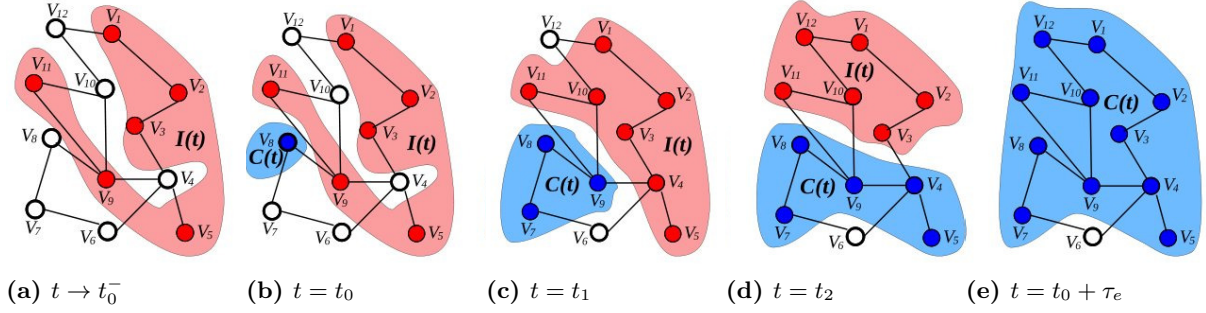 V12 V1 V11 V10 V2 V3 V8 I(t) V4 V9 V7 V6 V5
V12 V1 V11 V10 V2 V8 V3 C(t) I(t) V4 V9 V7 V6 V5
V12 V1 V11 V10 V2 V8 V3 I(t) C(t) V4 V9 V7 V6 V5
V12 V1 I(t) V11 V10 V2 V8 V3 C(t) V4 V9 V7 V6 V5
V12 V1 V11 V10 C(t) V2 V8 V3 V4 V9 V7 V6 V5
(a) t → t₀⁻
(b) t = t₀
(c) t = t₁
(d) t = t₂
(e) t = t₀ + τₑ